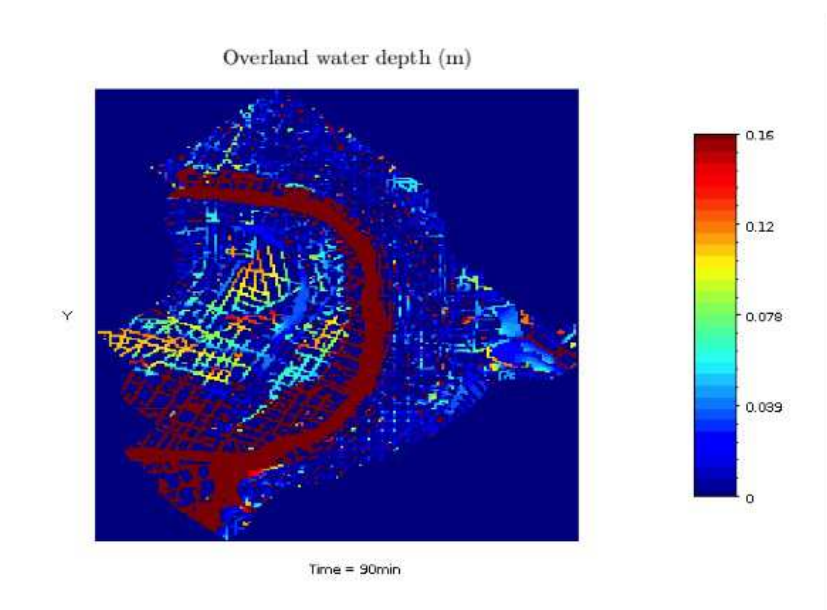 Overland water depth (m)
0.16
0.12
Y
0.078
0.039
0
Time = 90min